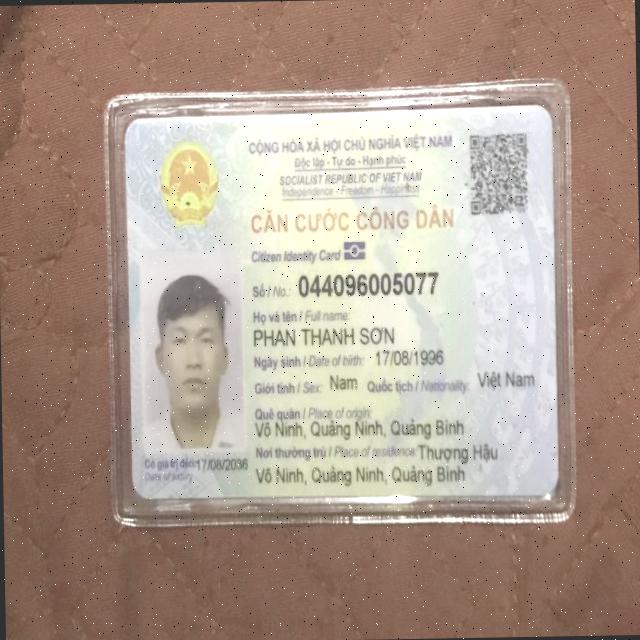 CỘNG HÒA XÃ HỘI CHỦ NGHĨA VIỆT NAM
Độc lập - Tự do - Hạnh phúc
SOCIALIST REPUBLIC OF VIET NAM
Independence - Freedom - Happiness
CĂN CƯỚC CÔNG DÂN
Citizen Identity Card
Số / No.: 044096005077
Họ và tên / Full name:
PHAN THANH SƠN
Ngày sinh / Date of birth: 17/08/1996
Giới tính / Sex: Nam Quốc tịch / Nationality: Việt Nam
Quê quán / Place of origin:
Võ Ninh, Quảng Ninh, Quảng Bình
Nơi thường trú / Place of residence: Thượng Hậu
Võ Ninh, Quảng Ninh, Quảng Bình
Có giá trị đến: 17/08/2036
Date of expiry